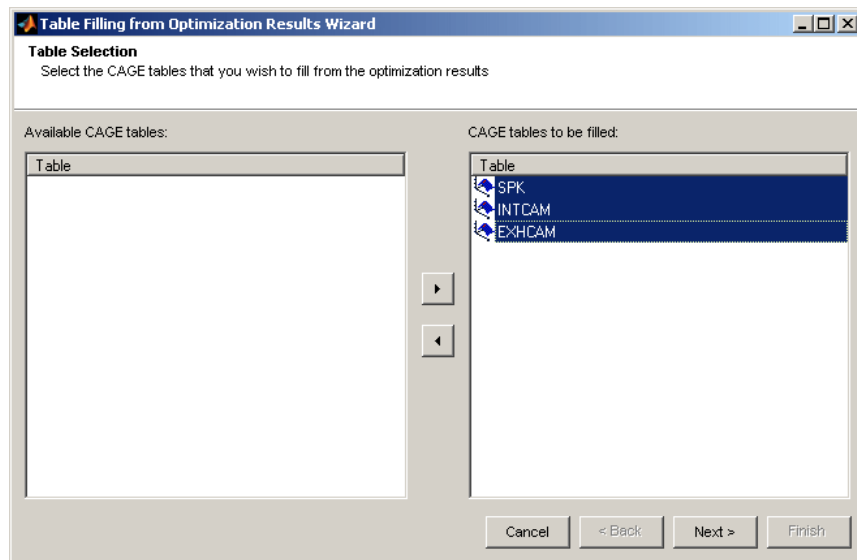 Table Filling from Optimization Results Wizard
Table Selection
Select the CAGE tables that you wish to fill from the optimization results
Available CAGE tables:
CAGE tables to be filled:
Table
Table
SPK
INTCAM
EXHCAM
Cancel
< Back
Next >
Finish